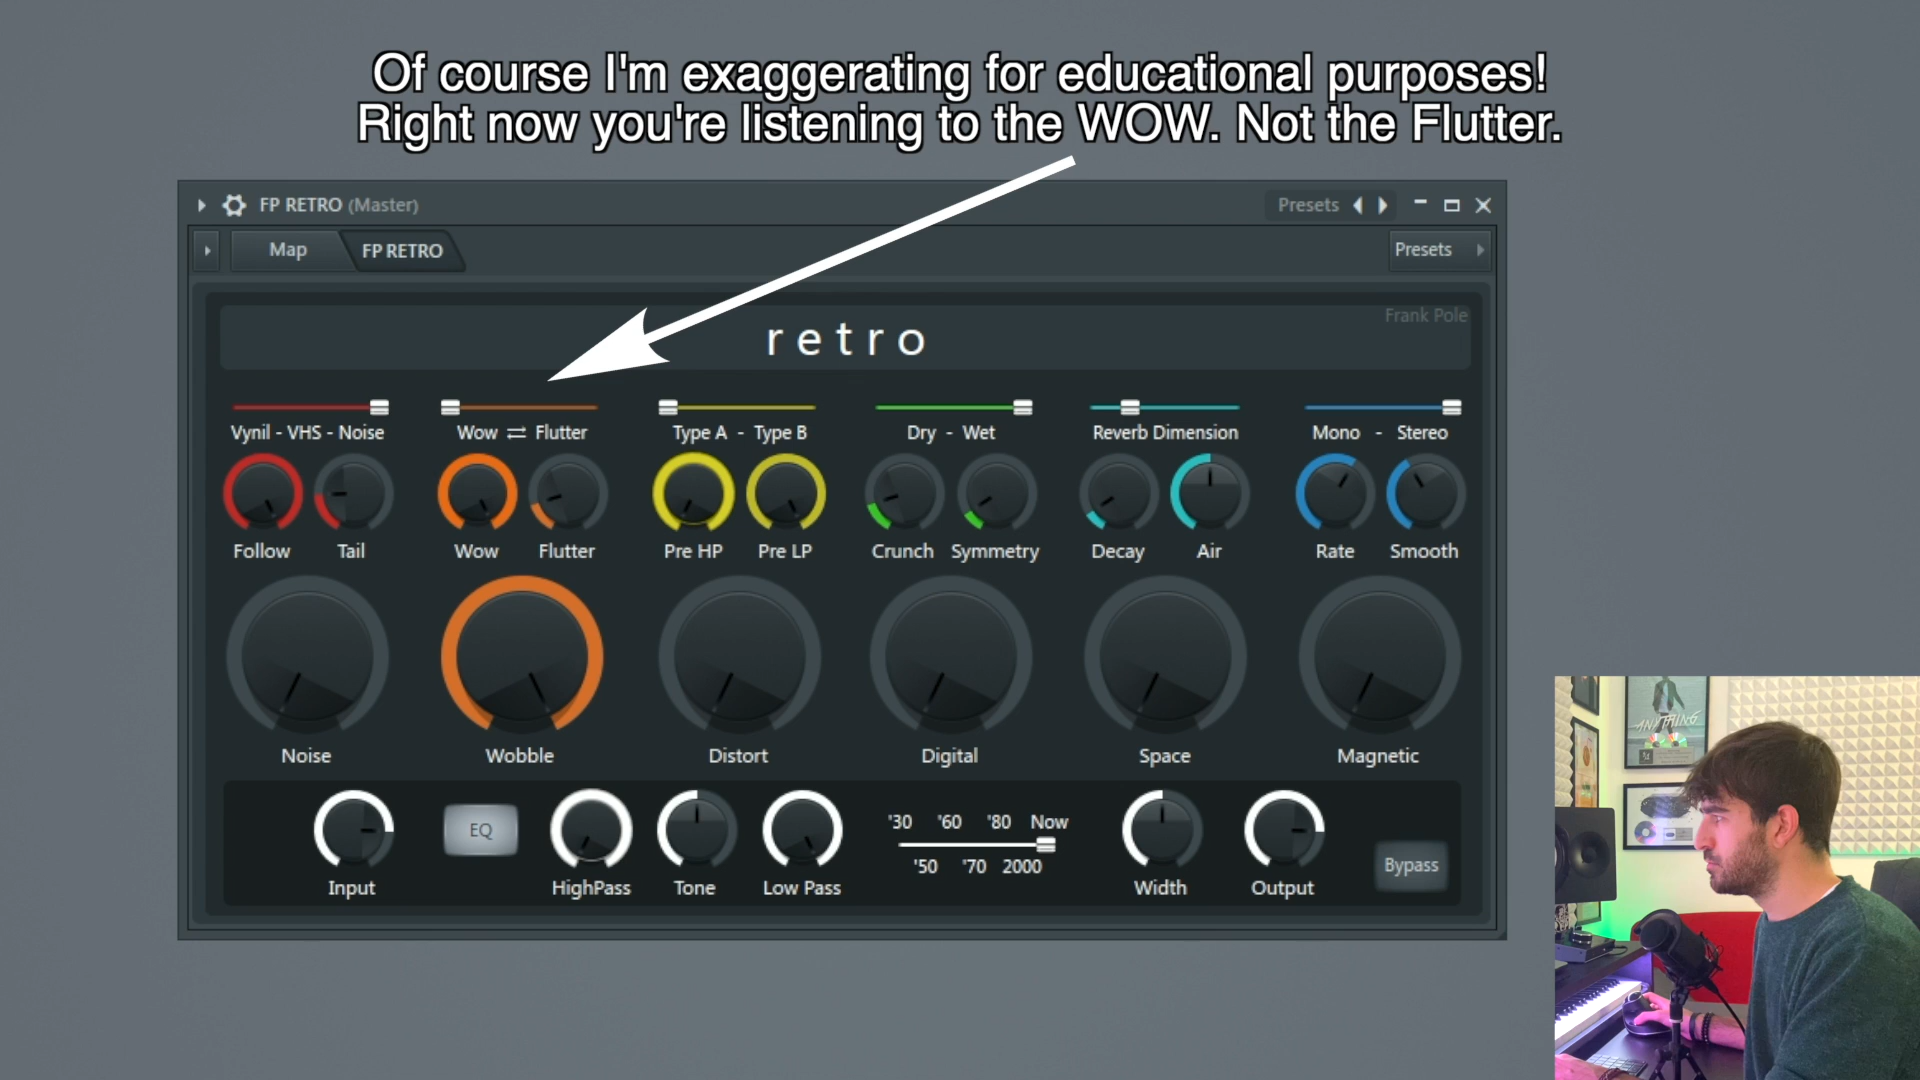 Of course I'm exaggerating for educational purposes!
Right now you're listening to the WOW. Not the Flutter.
FP RETRO (Master)
Presets
Map
FP RETRO
Presets
Frank Pole
retro
Vynil - VHS - Noise
Wow ⇄ Flutter
Type A - Type B
Dry - Wet
Reverb Dimension
Mono - Stereo
Follow
Tail
Wow
Flutter
Pre HP
Pre LP
Crunch
Symmetry
Decay
Air
Rate
Smooth
Noise
Wobble
Distort
Digital
Space
Magnetic
Input
EQ
HighPass
Tone
Low Pass
'30 '60 '80 Now
'50 '70 2000
Width
Output
Bypass
ANYTHING